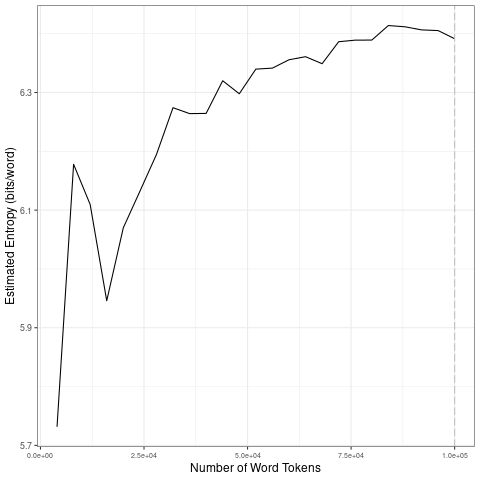 Estimated Entropy (bits/word)
6.3
6.1
5.9
5.7
0.0e+00 2.5e+04 5.0e+04 7.5e+04 1.0e+05
Number of Word Tokens